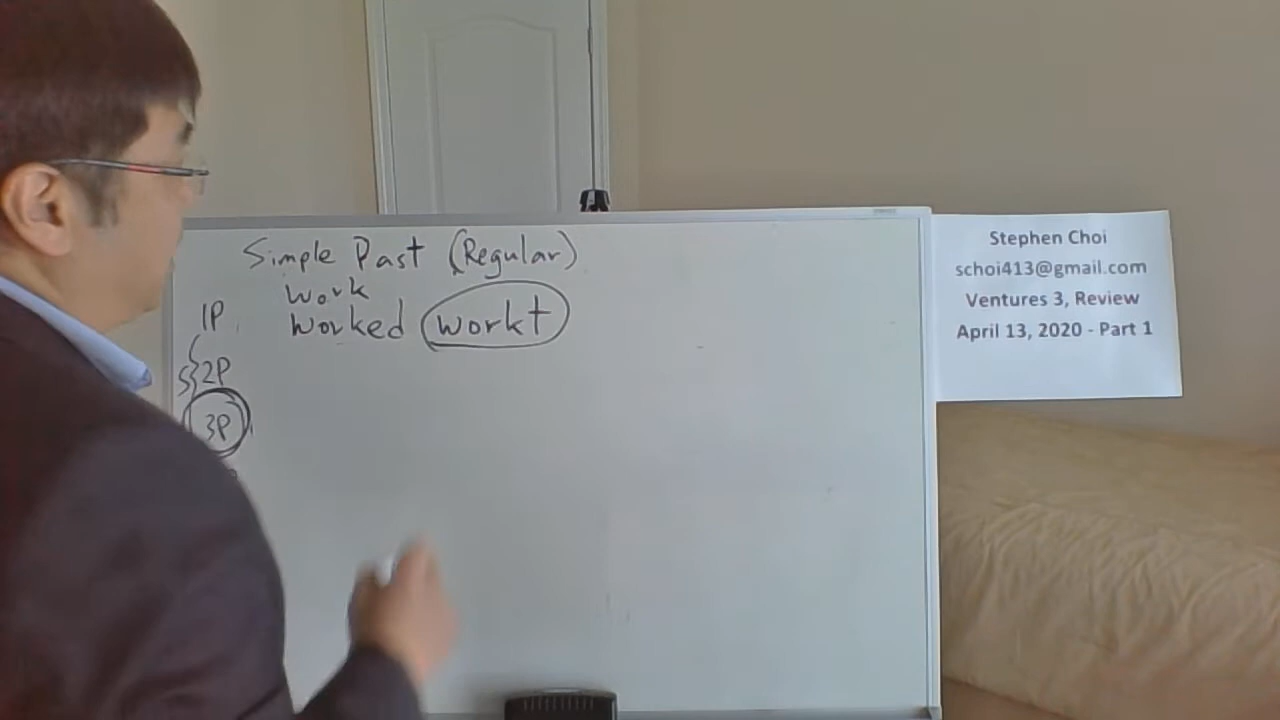 Simple Past (Regular)
work
worked workt
1P
S 2P
3P
Stephen Choi
schoi413@gmail.com
Ventures 3, Review
April 13, 2020 - Part 1